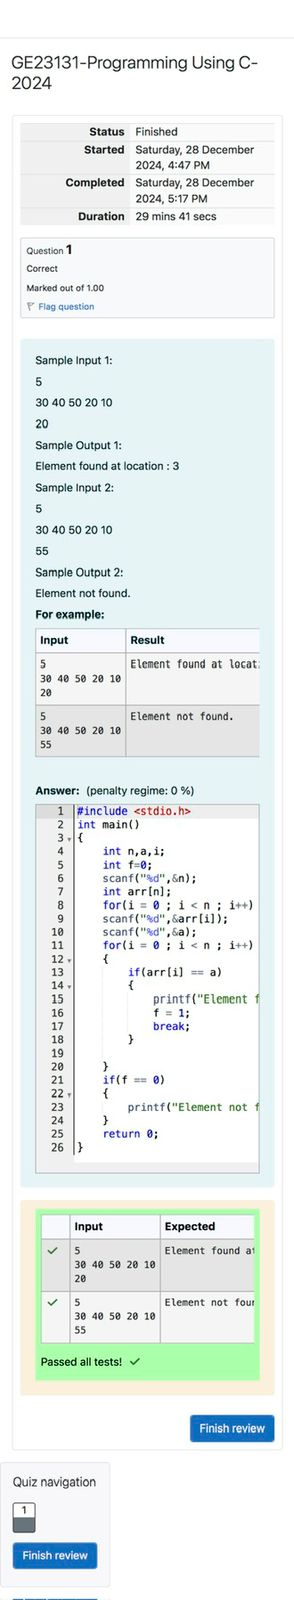 GE23131-Programming Using C-
2024
Status Finished
Started Saturday, 28 December
2024, 4:47 PM
Completed Saturday, 28 December
2024, 5:17 PM
Duration 29 mins 41 secs
Question 1
Correct
Marked out of 1.00
Flag question
Sample Input 1:
5
30 40 50 20 10
20
Sample Output 1:
Element found at location : 3
Sample Input 2:
5
30 40 50 20 10
55
Sample Output 2:
Element not found.
For example:
Input Result
5 Element found at locat
30 40 50 20 10
20
5 Element not found.
30 40 50 20 10
55
Answer: (penalty regime: 0 %)
1 #include <stdio.h>
2 int main()
3 {
4 int n,a,i;
5 int f=0;
6 scanf("%d",&n);
7 int arr[n];
8 for(i = 0 ; i < n ; i++)
9 scanf("%d",&arr[i]);
10 scanf("%d",&a);
11 for(i = 0 ; i < n ; i++)
12 {
13 if(arr[i] == a)
14 {
15 printf("Element f
16 f = 1;
17 break;
18 }
19
20 }
21 if(f == 0)
22 {
23 printf("Element not f
24 }
25 return 0;
26 }
Input Expected
5 Element found at
30 40 50 20 10
20
5 Element not four
30 40 50 20 10
55
Passed all tests!
Finish review
Quiz navigation
1
Finish review